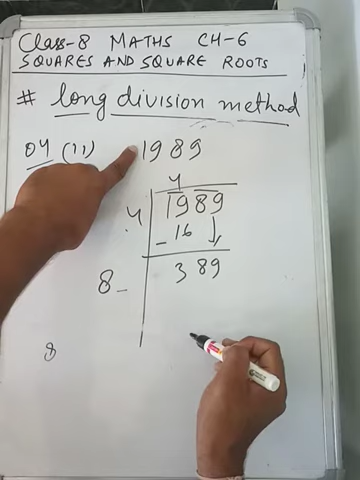 Class-8 MATHS CH-6
SQUARES AND SQUARE ROOTS
# long division method
04 (11) 1989
4
4 1989
-16 ↓
8_ 389
8